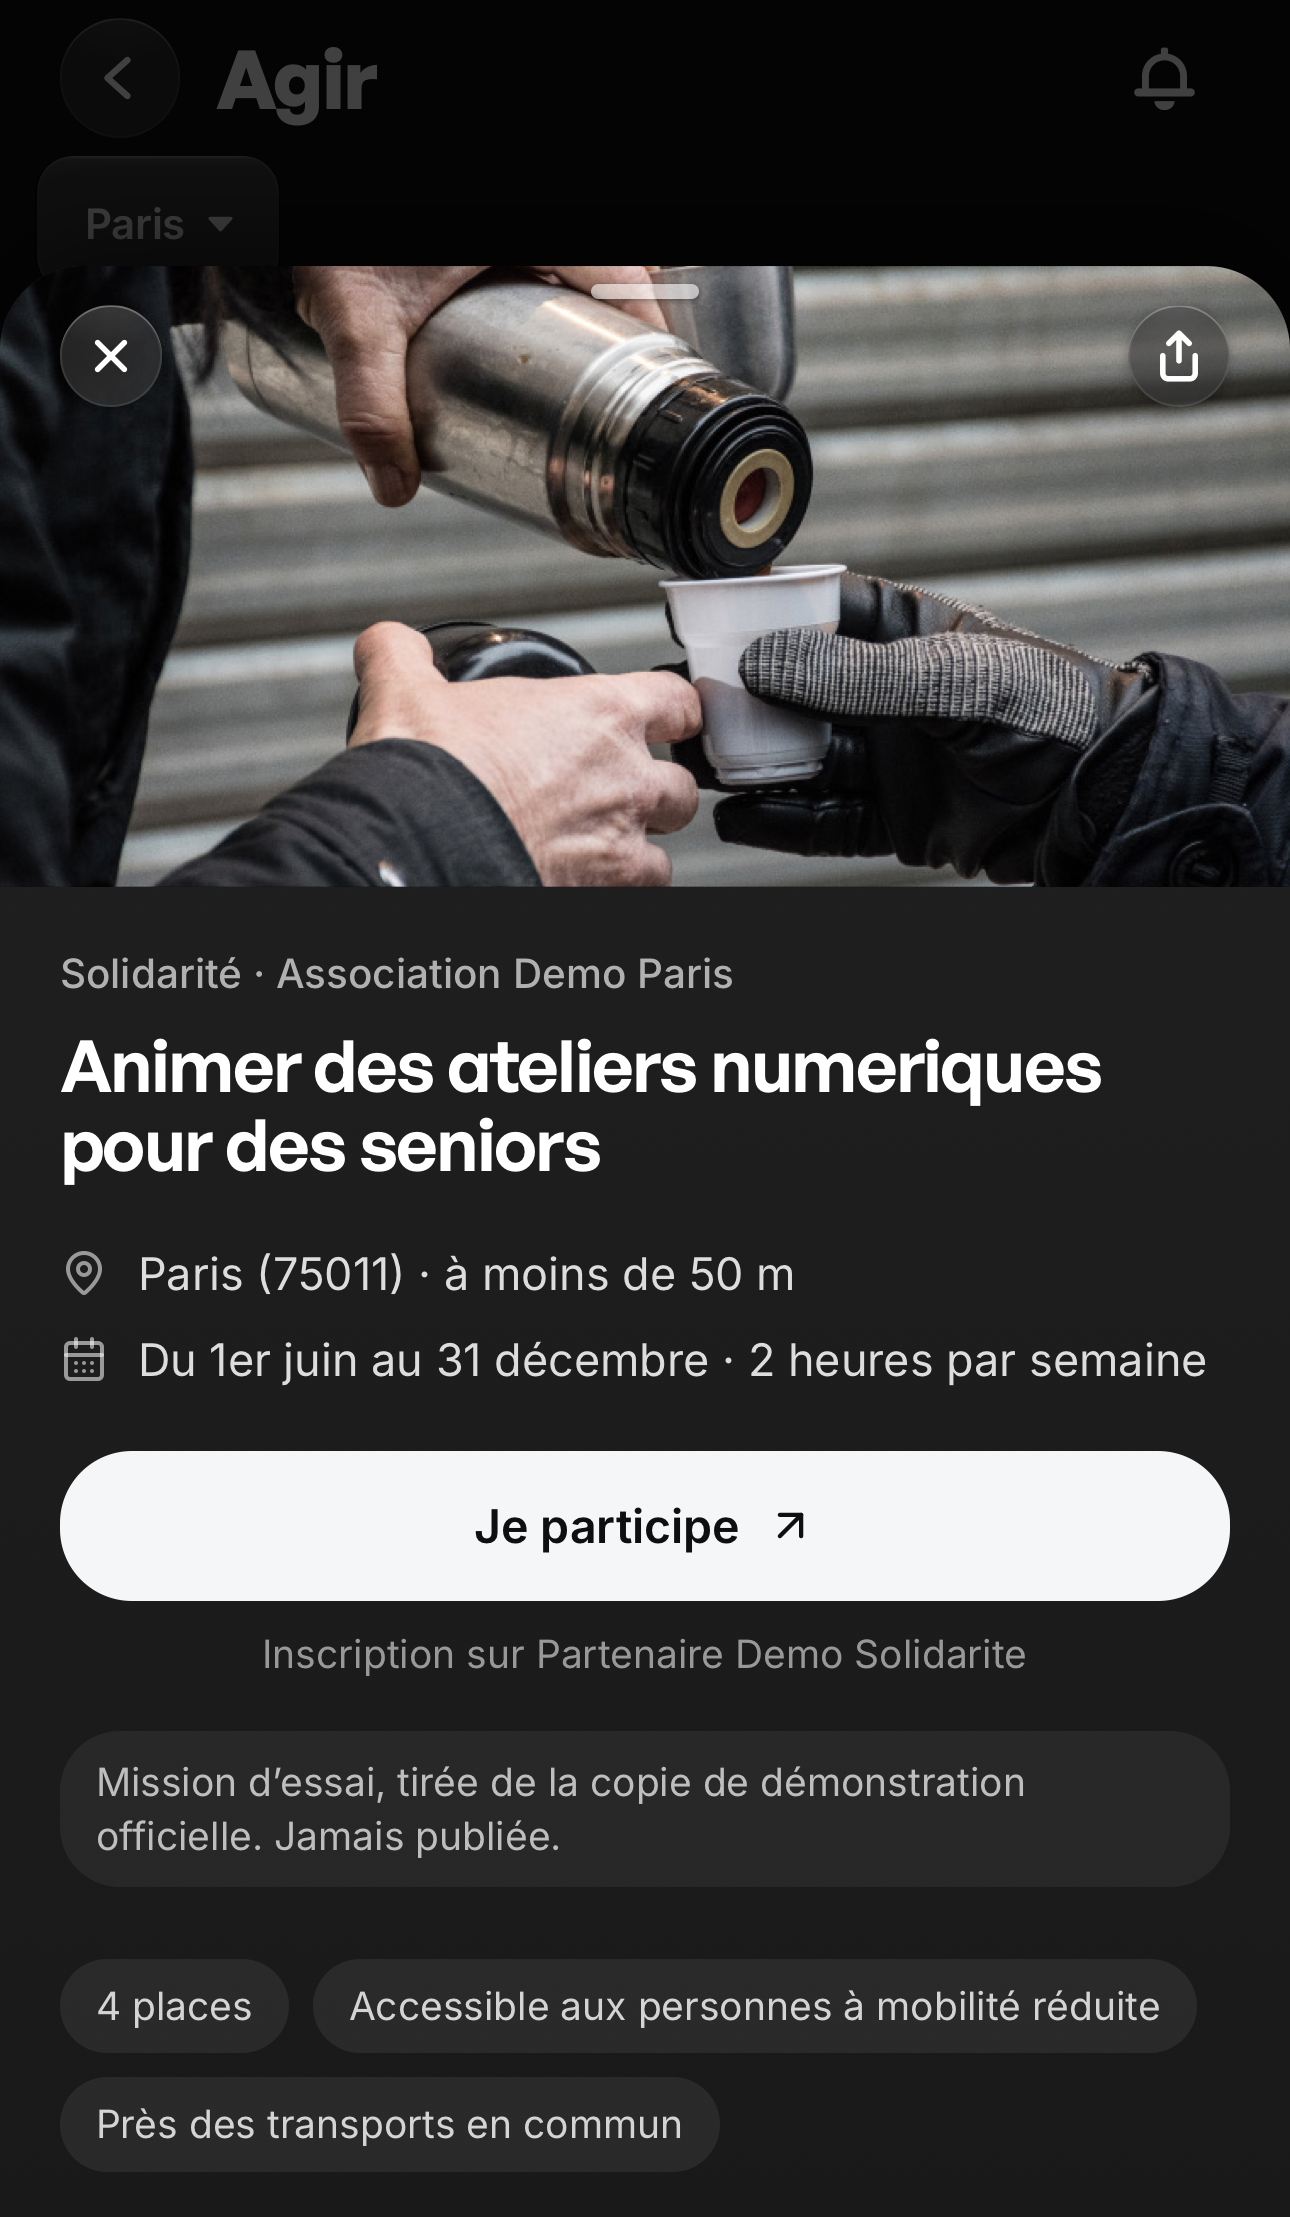 Agir
Paris
Solidarité · Association Demo Paris
Animer des ateliers numeriques
pour des seniors
Paris (75011) · à moins de 50 m
Du 1er juin au 31 décembre · 2 heures par semaine
Je participe
Inscription sur Partenaire Demo Solidarite
Mission d’essai, tirée de la copie de démonstration
officielle. Jamais publiée.
4 places
Accessible aux personnes à mobilité réduite
Près des transports en commun